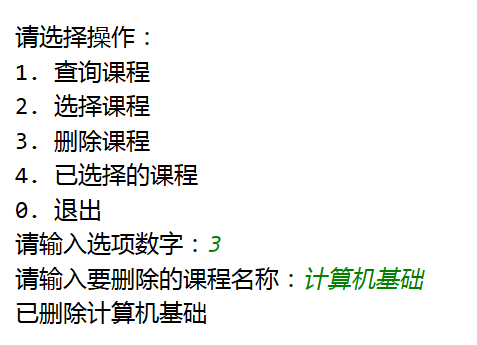 请选择操作：
1. 查询课程
2. 选择课程
3. 删除课程
4. 已选择的课程
0. 退出
请输入选项数字：3
请输入要删除的课程名称：计算机基础
已删除计算机基础